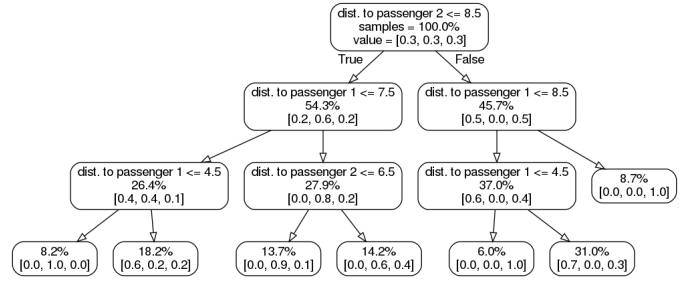 dist. to passenger 2 <= 8.5
samples = 100.0%
value = [0.3, 0.3, 0.3]
True
False
dist. to passenger 1 <= 7.5
54.3%
[0.2, 0.6, 0.2]
dist. to passenger 1 <= 8.5
45.7%
[0.5, 0.0, 0.5]
dist. to passenger 1 <= 4.5
26.4%
[0.4, 0.4, 0.1]
dist. to passenger 2 <= 6.5
27.9%
[0.0, 0.8, 0.2]
dist. to passenger 1 <= 4.5
37.0%
[0.6, 0.0, 0.4]
8.7%
[0.0, 0.0, 1.0]
8.2%
[0.0, 1.0, 0.0]
18.2%
[0.6, 0.2, 0.2]
13.7%
[0.0, 0.9, 0.1]
14.2%
[0.0, 0.6, 0.4]
6.0%
[0.0, 0.0, 1.0]
31.0%
[0.7, 0.0, 0.3]